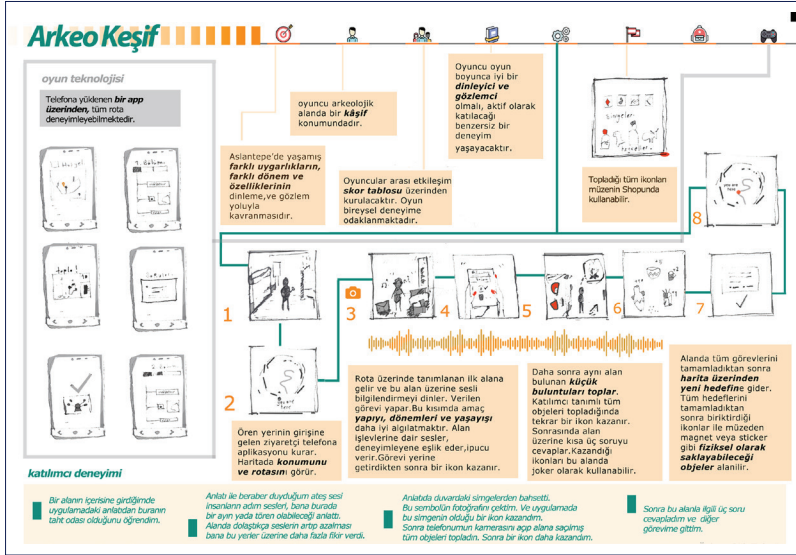 Arkeo Keşif
oyun teknolojisi
Telefona yüklenen bir app
üzerinden, tüm rota
deneyimleyebilmektedir.
Aslantepe'de yaşamış
farklı uygarlıkların,
farklı dönem ve
özelliklerinin
dinleme,ve gözlem
yoluyla
kavranmasıdır.
oyuncu arkeolojik
alanda bir kâşif
konumundadır.
Oyuncular arası etkileşim
skor tablosu üzerinden
kurulacaktır. Oyun
bireysel deneyime
odaklanmaktadır.
Oyuncu oyun
boyunca iyi bir
dinleyici ve
gözlemci
olmalı, aktif olarak
katılacağı
benzersiz bir
deneyim
yaşayacaktır.
Topladığı tüm ikonları
müzenin Shopunda
kullanabilir.
1
2
3
4
5
6
7
8
you are
here
you are
here
Ören yerinin girişine
gelen ziyaretçi telefona
aplikasyonu kurar.
Haritada konumunu
ve rotasını görür.
Rota üzerinde tanımlanan ilk alana
gelir ve bu alan üzerine sesli
bilgilendirmeyi dinler. Verilen
görevi yapar.Bu kısımda amaç
yapıyı, dönemleri ve yaşayışı
daha iyi algılatmaktır. Alan
işlevlerine dair sesler,
deneyimleyene eşlik eder,ipucu
verir.Görevi yerine
getirdikten sonra bir ikon kazanır.
Daha sonra aynı alan
bulunan küçük
buluntuları toplar.
Katılımcı tanımlı tüm
objeleri topladığında
tekrar bir ikon kazanır.
Sonrasında alan
üzerine kısa üç soruyu
cevaplar.Kazandığı
ikonları bu alanda
joker olarak kullanabilir.
Alanda tüm görevlerini
tamamladıktan sonra
harita üzerinden
yeni hedefine gider.
Tüm hedeflerini
tamamladıktan
sonra biriktirdiği
ikonlar ile müzeden
magnet veya sticker
gibi fiziksel olarak
saklayabileceği
objeler alanilir.
katılımcı deneyimi
Bir alanın içerisine girdiğimde
uygulamadaki anlatıdan buranın
taht odası olduğunu öğrendim.
Anlatı ile beraber duyduğum ateş sesi
insanların adım sesleri, bana burada
bir ayın yada tören olabileceği anlattı.
Alanda dolaştıkça seslerin artıp azalması
bana bu yerler üzerine daha fazla fikir verdi.
Anlatıda duvardaki simgelerden bahsetti.
Bu sembolün fotoğrafını çektim. Ve uygulamada
bu simgenin olduğu bir ikon kazandım.
Sonra telefonumun kamerasını açıp alana saçılmış
tüm objeleri topladım. Sonra bir ikon daha kazandım.
Sonra bu alanla ilgili üç soru
cevapladım ve diğer
görevime gittim.